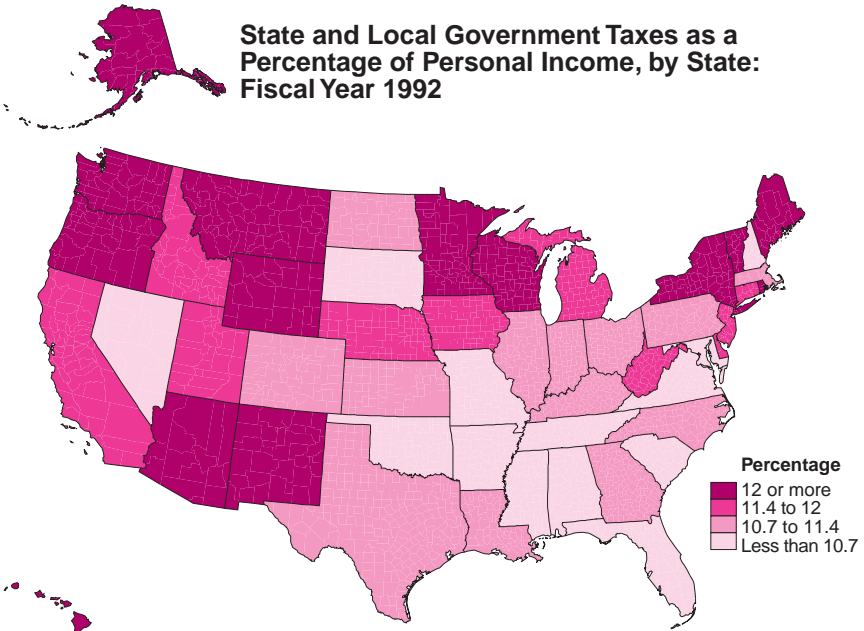 State and Local Government Taxes as a
Percentage of Personal Income, by State:
Fiscal Year 1992
Percentage
12 or more
11.4 to 12
10.7 to 11.4
Less than 10.7